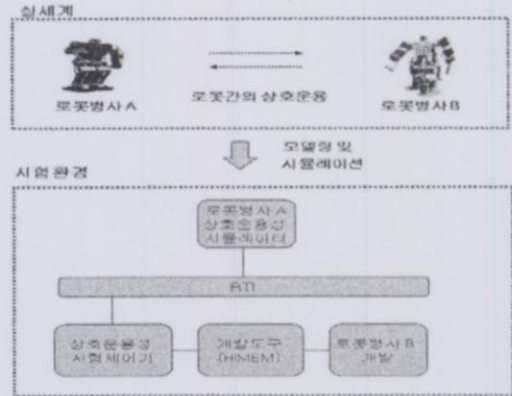 실세계
로봇병사 A
로봇간의 상호운용
로봇병사 B
모델링 및
시뮬레이션
시험환경
로봇병사 A
상호운용성
시뮬레이터
RTI
상호운용성
시험제어기
개발도구
(HIMEM)
로봇병사 B
개발